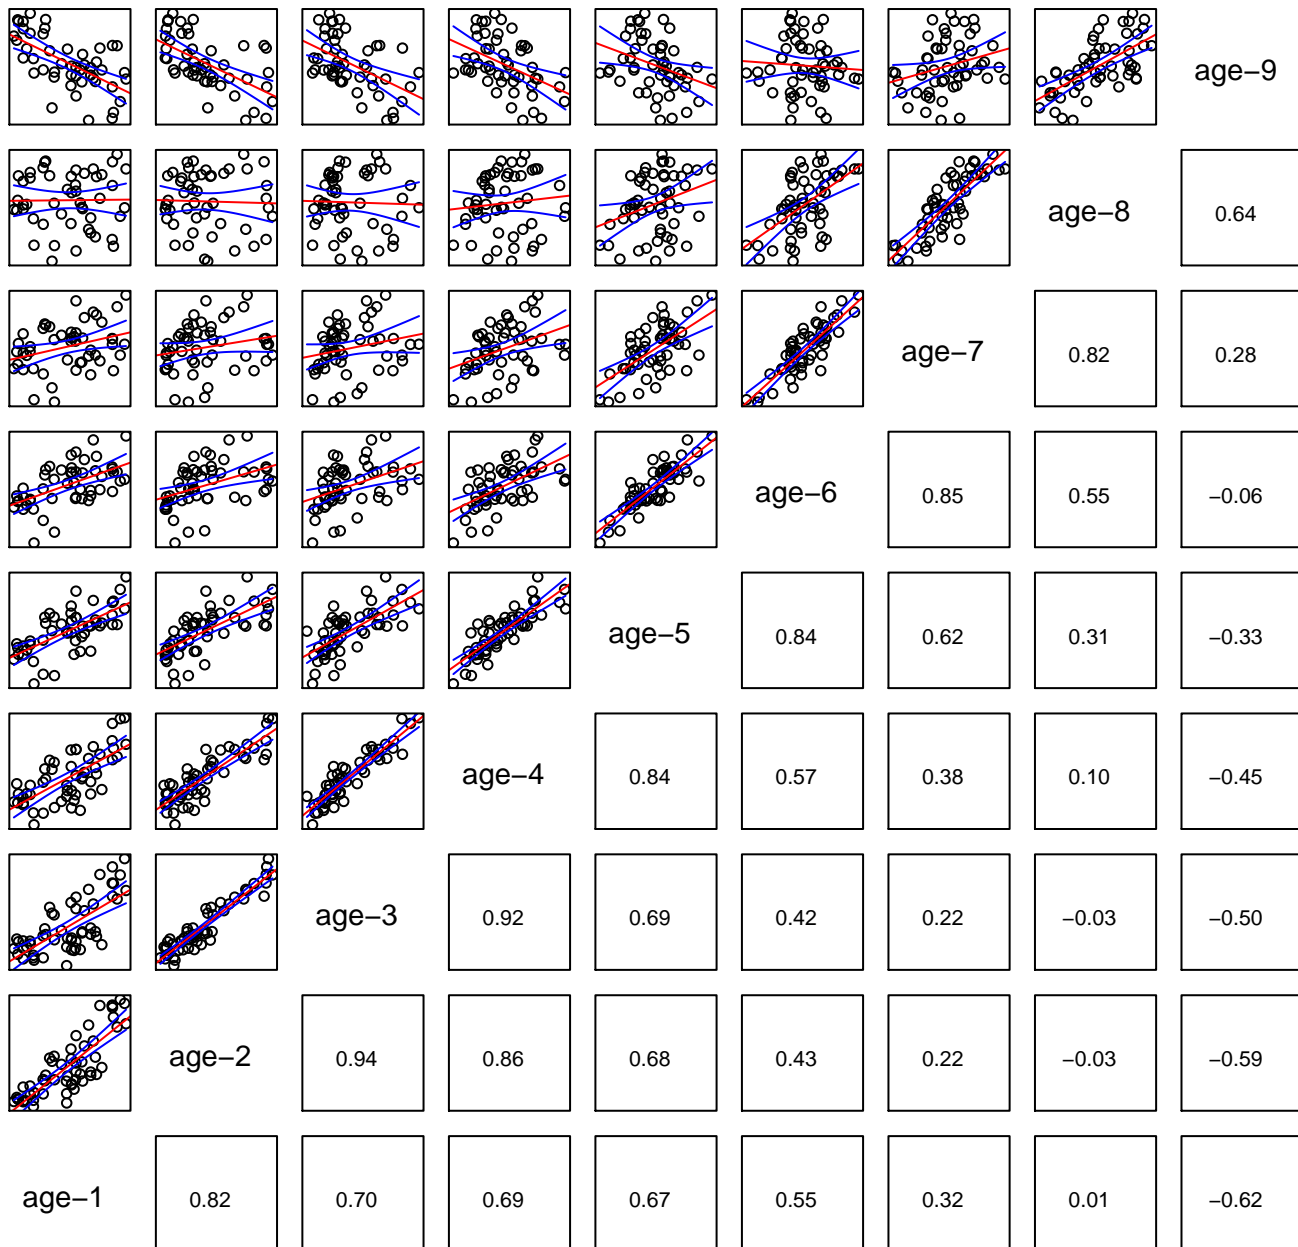 age−9
age−8 0.64
age−7 0.82 0.28
age−6 0.85 0.55 −0.06
age−5 0.84 0.62 0.31 −0.33
age−4 0.84 0.57 0.38 0.10 −0.45
age−3 0.92 0.69 0.42 0.22 −0.03 −0.50
age−2 0.94 0.86 0.68 0.43 0.22 −0.03 −0.59
age−1 0.82 0.70 0.69 0.67 0.55 0.32 0.01 −0.62